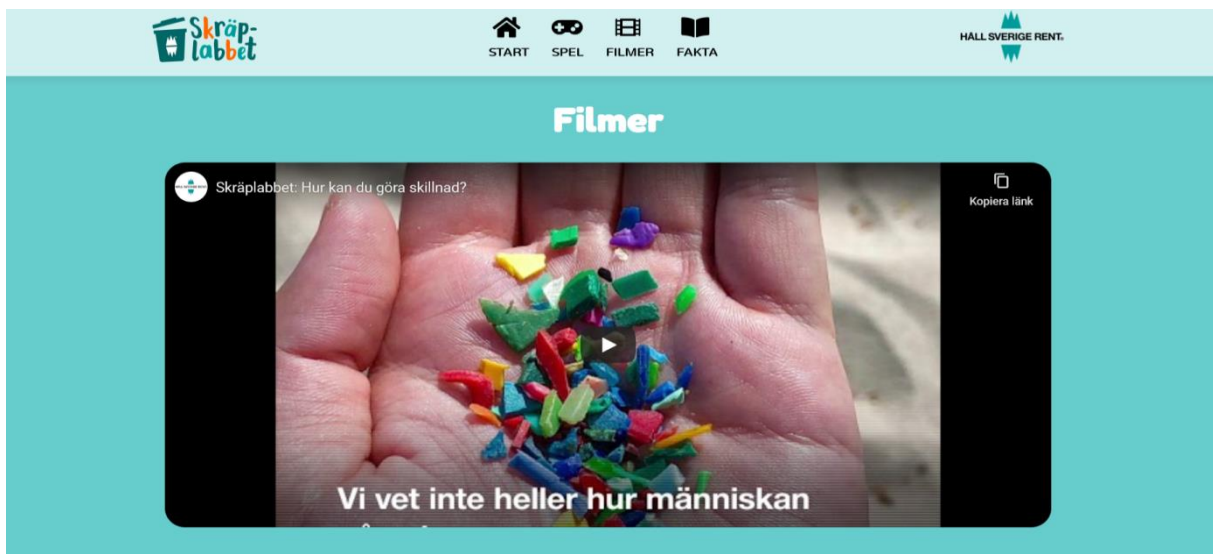 Skräp-
labbet
START SPEL FILMER FAKTA
HÅLL SVERIGE RENT
Filmer
Skräplabbet: Hur kan du göra skillnad?
Kopiera länk
Vi vet inte heller hur människan